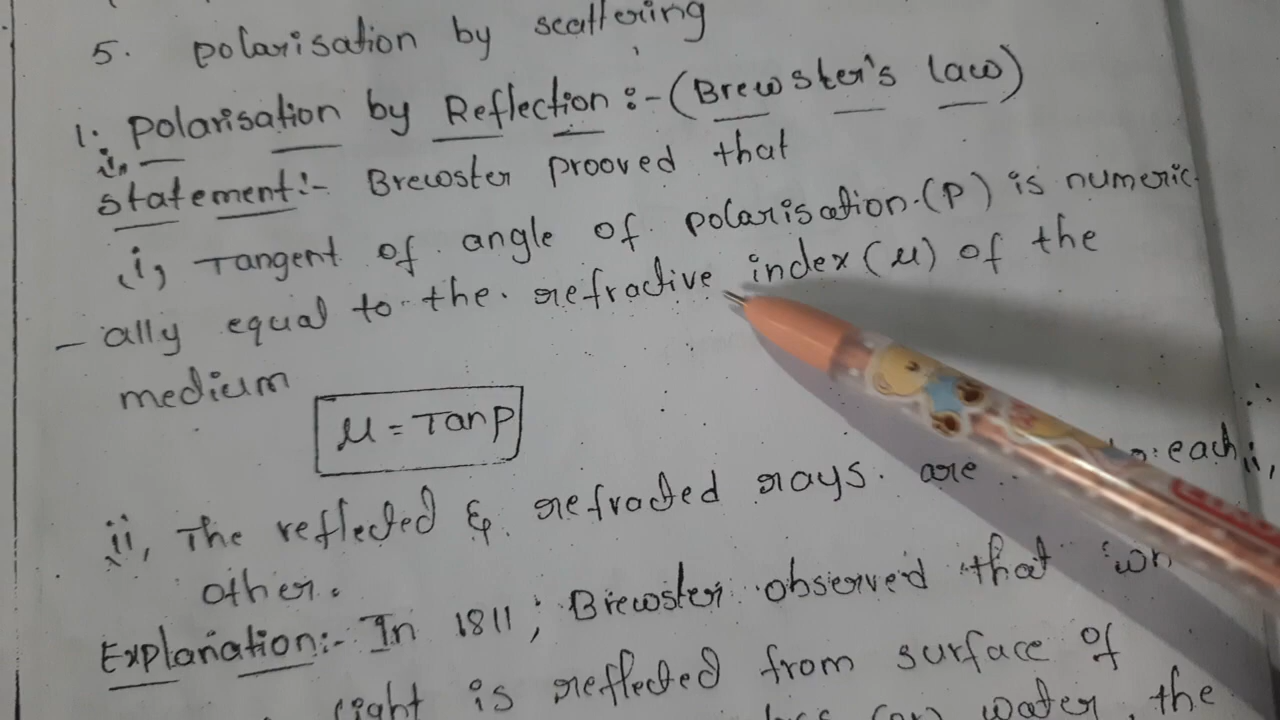 5. polarisation by scattering
1. Polarisation by Reflection :- (Brewster's law)
statement:- Brewster prooved that
i, Tangent of angle of polarisation.(P) is numeric-
- ally equal to the refractive index (μ) of the
medium
μ = Tan P
ii, The reflected & refracted rays. are each
other.
Explanation:- In 1811; Brewster observed that
light is reflected from surface of
water, the